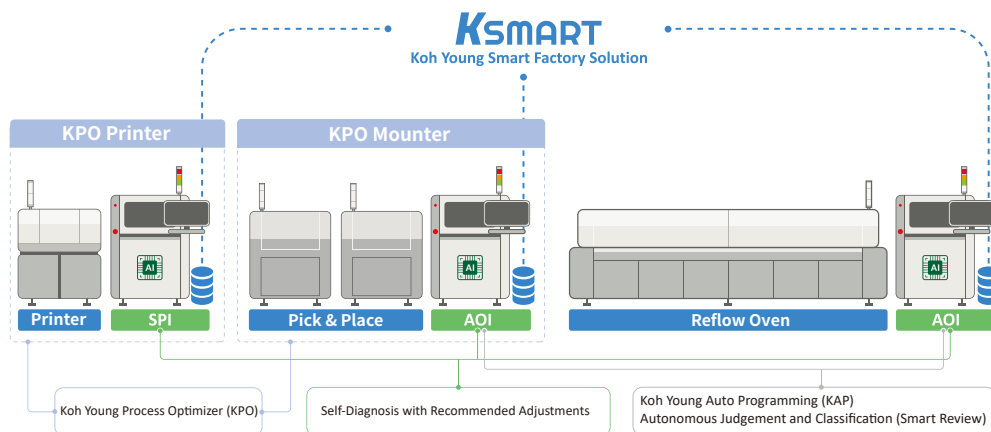 KSMART
Koh Young Smart Factory Solution
KPO Printer
KPO Mounter
AI
AI
AI
Printer
SPI
Pick & Place
AOI
Reflow Oven
AOI
Koh Young Process Optimizer (KPO)
Self-Diagnosis with Recommended Adjustments
Koh Young Auto Programming (KAP)
Autonomous Judgement and Classification (Smart Review)